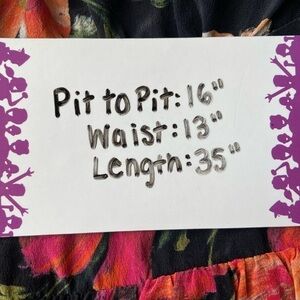 Pit to Pit: 16"
Waist: 13"
Length: 35"